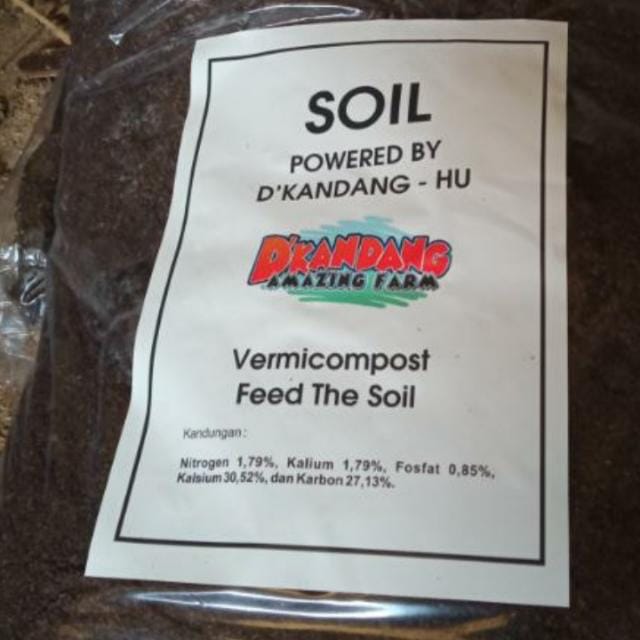 SOIL
POWERED BY
D'KANDANG - HU
D'KANDANG
AMAZING FARM
Vermicompost
Feed The Soil
Kandungan :
Nitrogen 1,79%, Kalium 1,79%, Fosfat 0,85%,
Kalsium 30,52%, dan Karbon 27,13%.